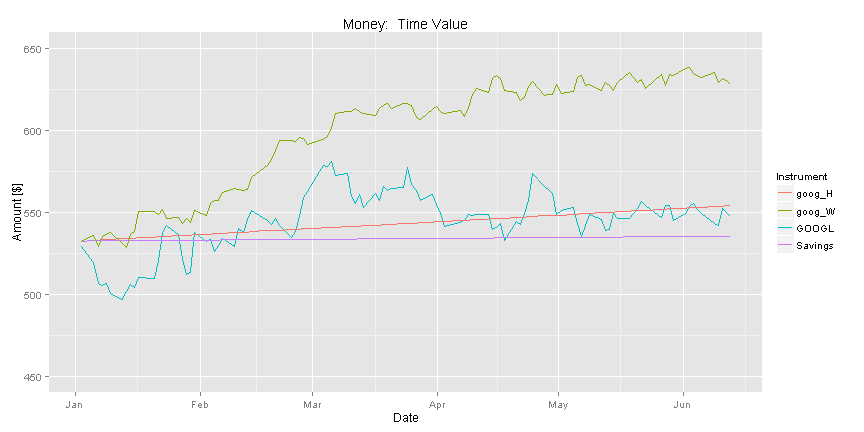 Money:  Time Value
650
600
550
500
450
Amount [$]
Jan
Feb
Mar
Apr
May
Jun
Date
Instrument
goog_H
goog_W
GOOGL
Savings